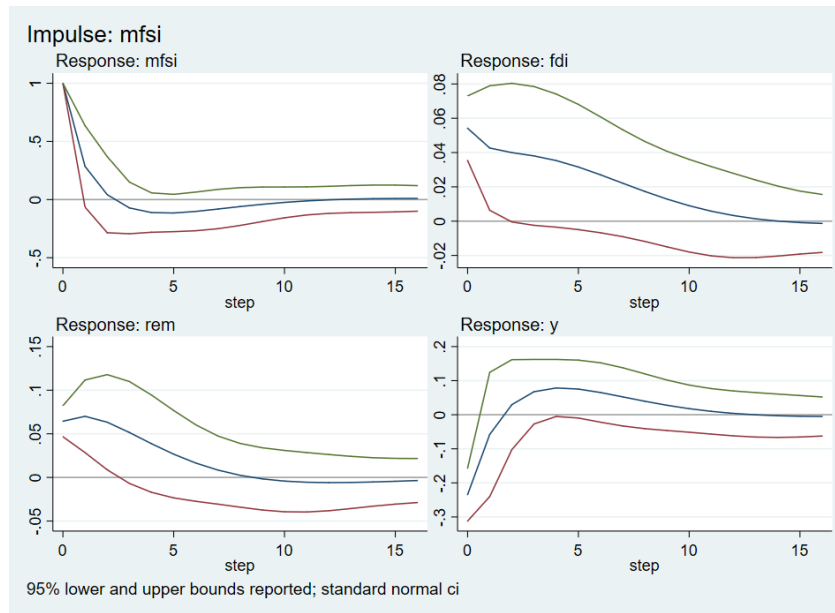 Impulse: mfsi
Response: mfsi
1
.5
0
-.5
0 5 10 15
step
Response: fdi
.08
.06
.04
.02
0
-.02
0 5 10 15
step
Response: rem
.15
.1
.05
0
-.05
0 5 10 15
step
Response: y
.2
.1
0
-.1
-.2
-.3
0 5 10 15
step
95% lower and upper bounds reported; standard normal ci